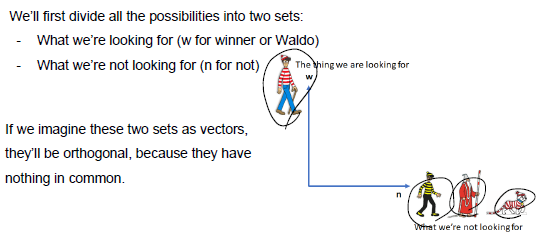 We'll first divide all the possibilities into two sets:
- What we're looking for (w for winner or Waldo)
- What we're not looking for (n for not)
The thing we are looking for
w
If we imagine these two sets as vectors,
they'll be orthogonal, because they have
nothing in common.
n
What we're not looking for